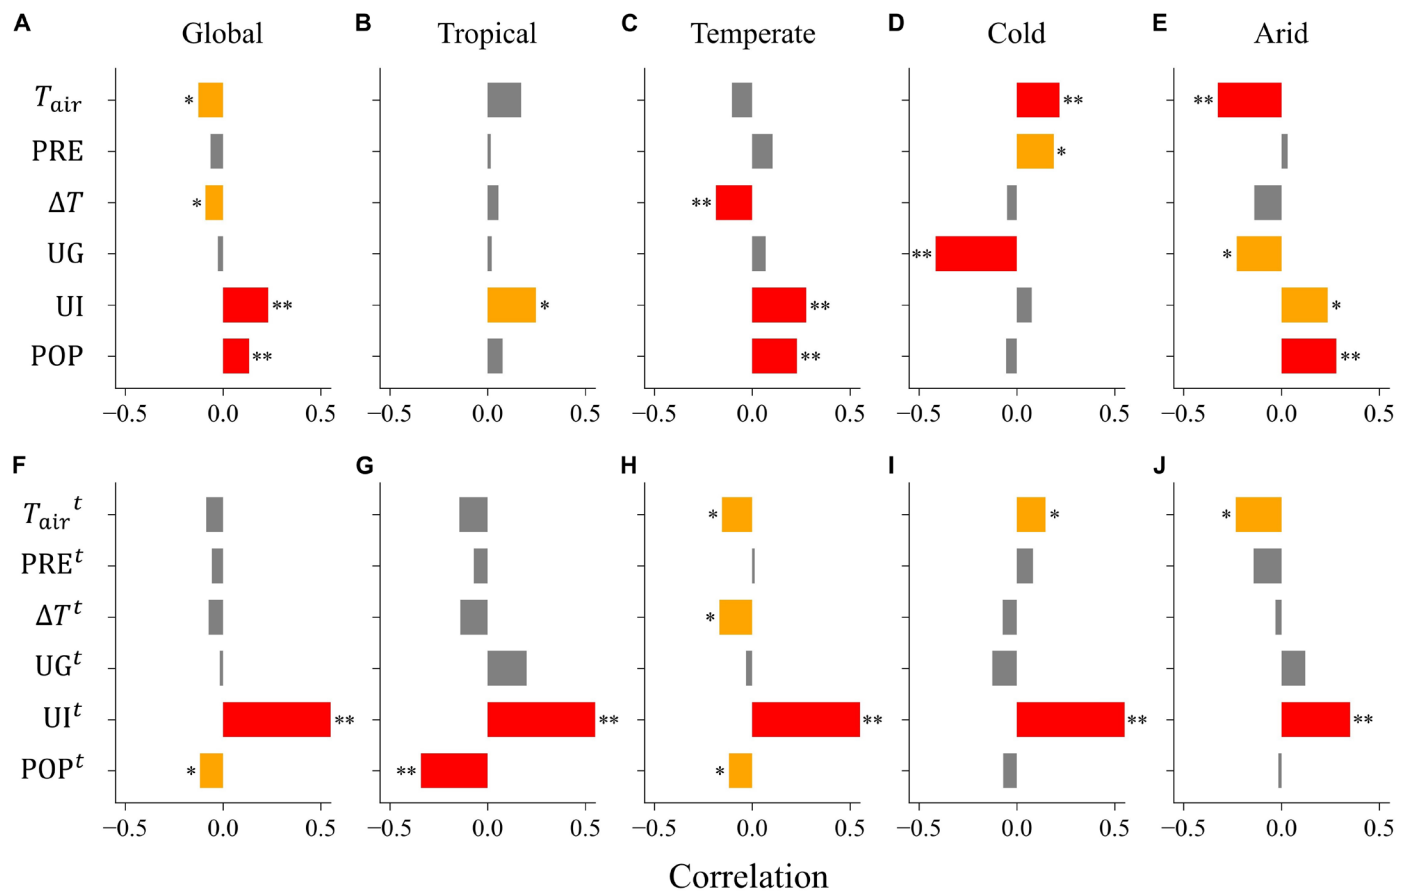 A Global B Tropical C Temperate D Cold E Arid
T_air * ** **
PRE *
ΔT * **
UG ** *
UI ** * ** *
POP ** ** **
−0.5 0.0 0.5 −0.5 0.0 0.5 −0.5 0.0 0.5 −0.5 0.0 0.5 −0.5 0.0 0.5
F G H I J
T_air^t * * *
PRE^t
ΔT^t *
UG^t
UI^t ** ** ** ** **
POP^t * ** *
−0.5 0.0 0.5 −0.5 0.0 0.5 −0.5 0.0 0.5 −0.5 0.0 0.5 −0.5 0.0 0.5
Correlation